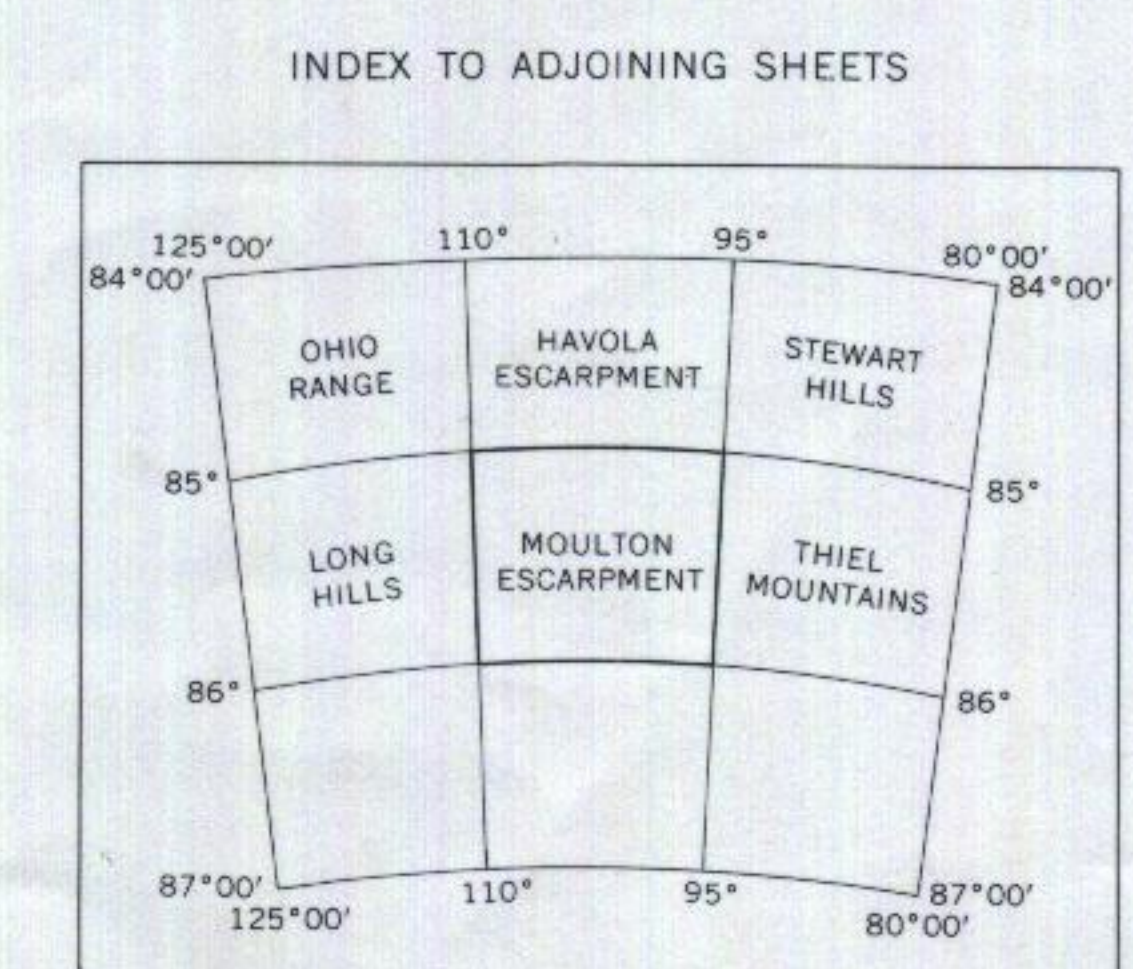 INDEX TO ADJOINING SHEETS
125°00′ 110° 95° 80°00′
84°00′ 84°00′
OHIO
RANGE
HAVOLA
ESCARPMENT
STEWART
HILLS
85° 85°
LONG
HILLS
MOULTON
ESCARPMENT
THIEL
MOUNTAINS
86° 86°
87°00′ 110° 95° 87°00′
125°00′ 80°00′